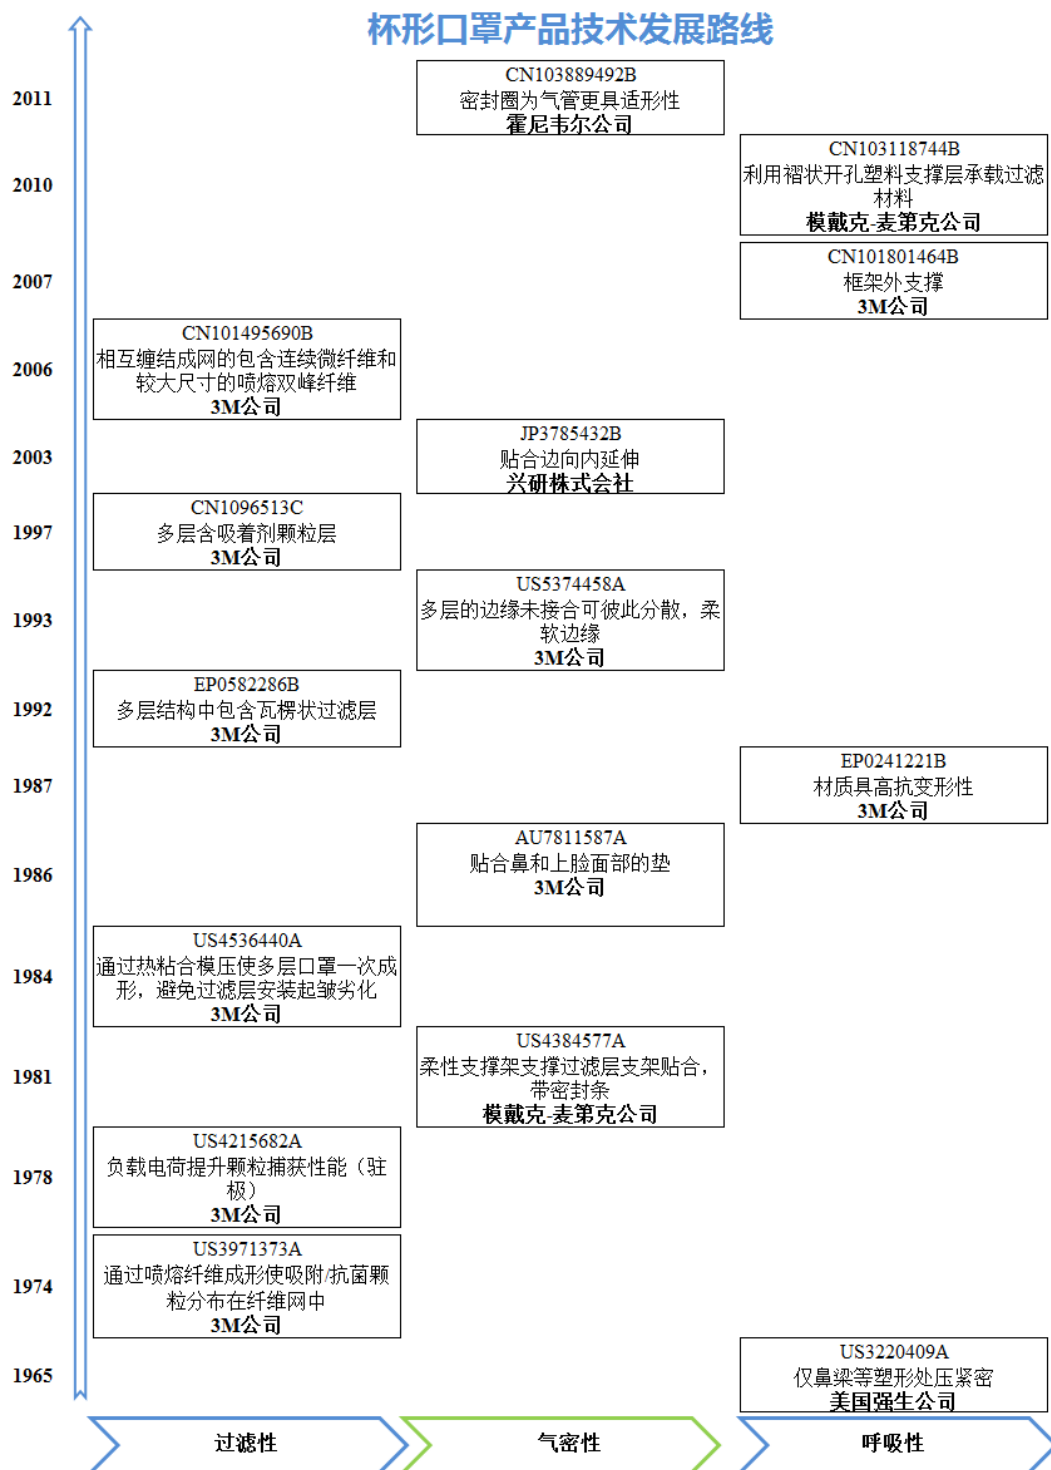 杯形口罩产品技术发展路线
2011
CN103889492B
密封圈为气管更具适形性
霍尼韦尔公司
2010
CN103118744B
利用褶状开孔塑料支撑层承载过滤
材料
模戴克-麦第克公司
2007
CN101801464B
框架外支撑
3M公司
2006
CN101495690B
相互缠结成网的包含连续微纤维和
较大尺寸的喷熔双峰纤维
3M公司
2003
JP3785432B
贴合边向内延伸
兴研株式会社
1997
CN1096513C
多层含吸着剂颗粒层
3M公司
1993
US5374458A
多层的边缘未接合可彼此分散，柔
软边缘
3M公司
1992
EP0582286B
多层结构中包含瓦楞状过滤层
3M公司
1987
EP0241221B
材质具高抗变形性
3M公司
1986
AU7811587A
贴合鼻和上脸面部的垫
3M公司
1984
US4536440A
通过热粘合模压使多层口罩一次成
形，避免过滤层安装起皱劣化
3M公司
1981
US4384577A
柔性支撑架支撑过滤层支架贴合，
带密封条
模戴克-麦第克公司
1978
US4215682A
负载电荷提升颗粒捕获性能（驻
极）
3M公司
1974
US3971373A
通过喷熔纤维成形使吸附/抗菌颗
粒分布在纤维网中
3M公司
1965
US3220409A
仅鼻梁等塑形处压紧密
美国强生公司
过滤性
气密性
呼吸性